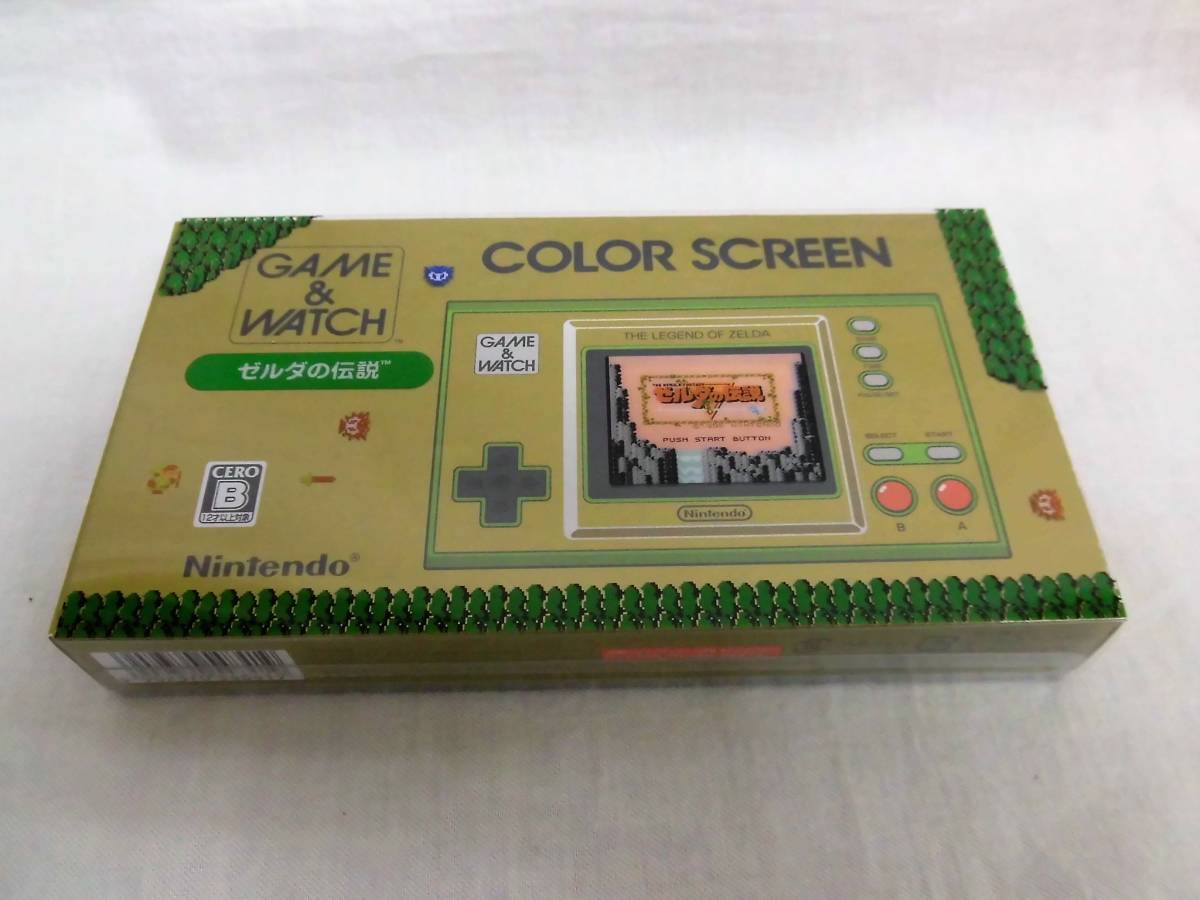 GAME
&
WATCH
TM
ゼルダの伝説™
COLOR SCREEN
GAME
&
WATCH
THE LEGEND OF ZELDA
ゼルダの伝説
PUSH START BUTTON
Nintendo
SELECT
START
B
A
CERO
B
12才以上対象
Nintendo®